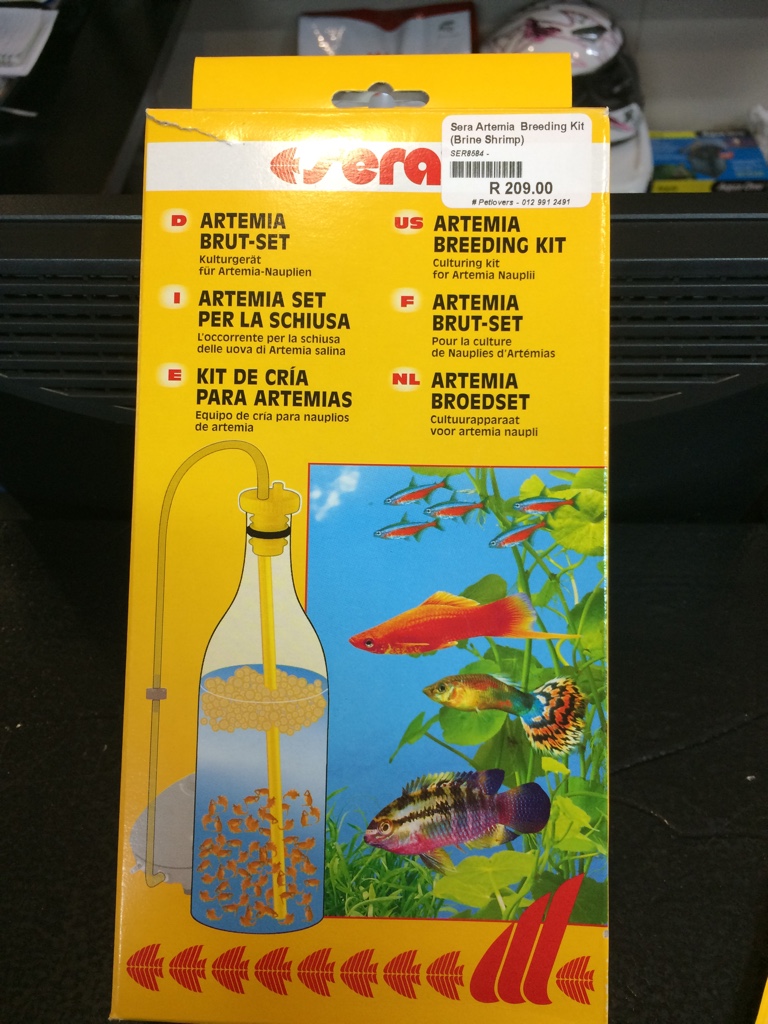 sera
Sera Artemia Breeding Kit
(Brine Shrimp)
SER8584 -
R 209.00
# Petlovers - 012 991 2491
D ARTEMIA
BRUT-SET
Kulturgerät
für Artemia-Nauplien
US ARTEMIA
BREEDING KIT
Culturing kit
for Artemia Nauplii
I ARTEMIA SET
PER LA SCHIUSA
L'occorrente per la schiusa
delle uova di Artemia salina
F ARTEMIA
BRUT-SET
Pour la culture
de Nauplies d'Artémias
E KIT DE CRÍA
PARA ARTEMIAS
Equipo de cría para nauplios
de artemia
NL ARTEMIA
BROEDSET
Cultuurapparaat
voor artemia naupli